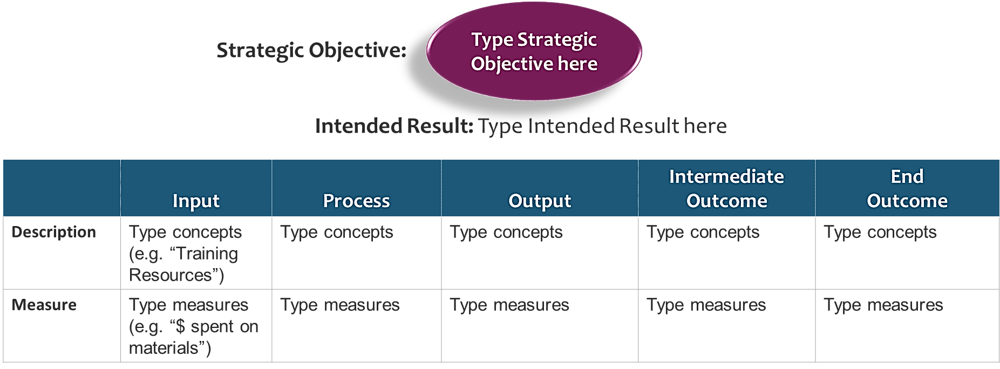 Strategic Objective:
Type Strategic
Objective here
Intended Result: Type Intended Result here
Input
Process
Output
Intermediate
Outcome
End
Outcome
Description
Type concepts
(e.g. “Training
Resources”)
Type concepts
Type concepts
Type concepts
Type concepts
Measure
Type measures
(e.g. “$ spent on
materials”)
Type measures
Type measures
Type measures
Type measures